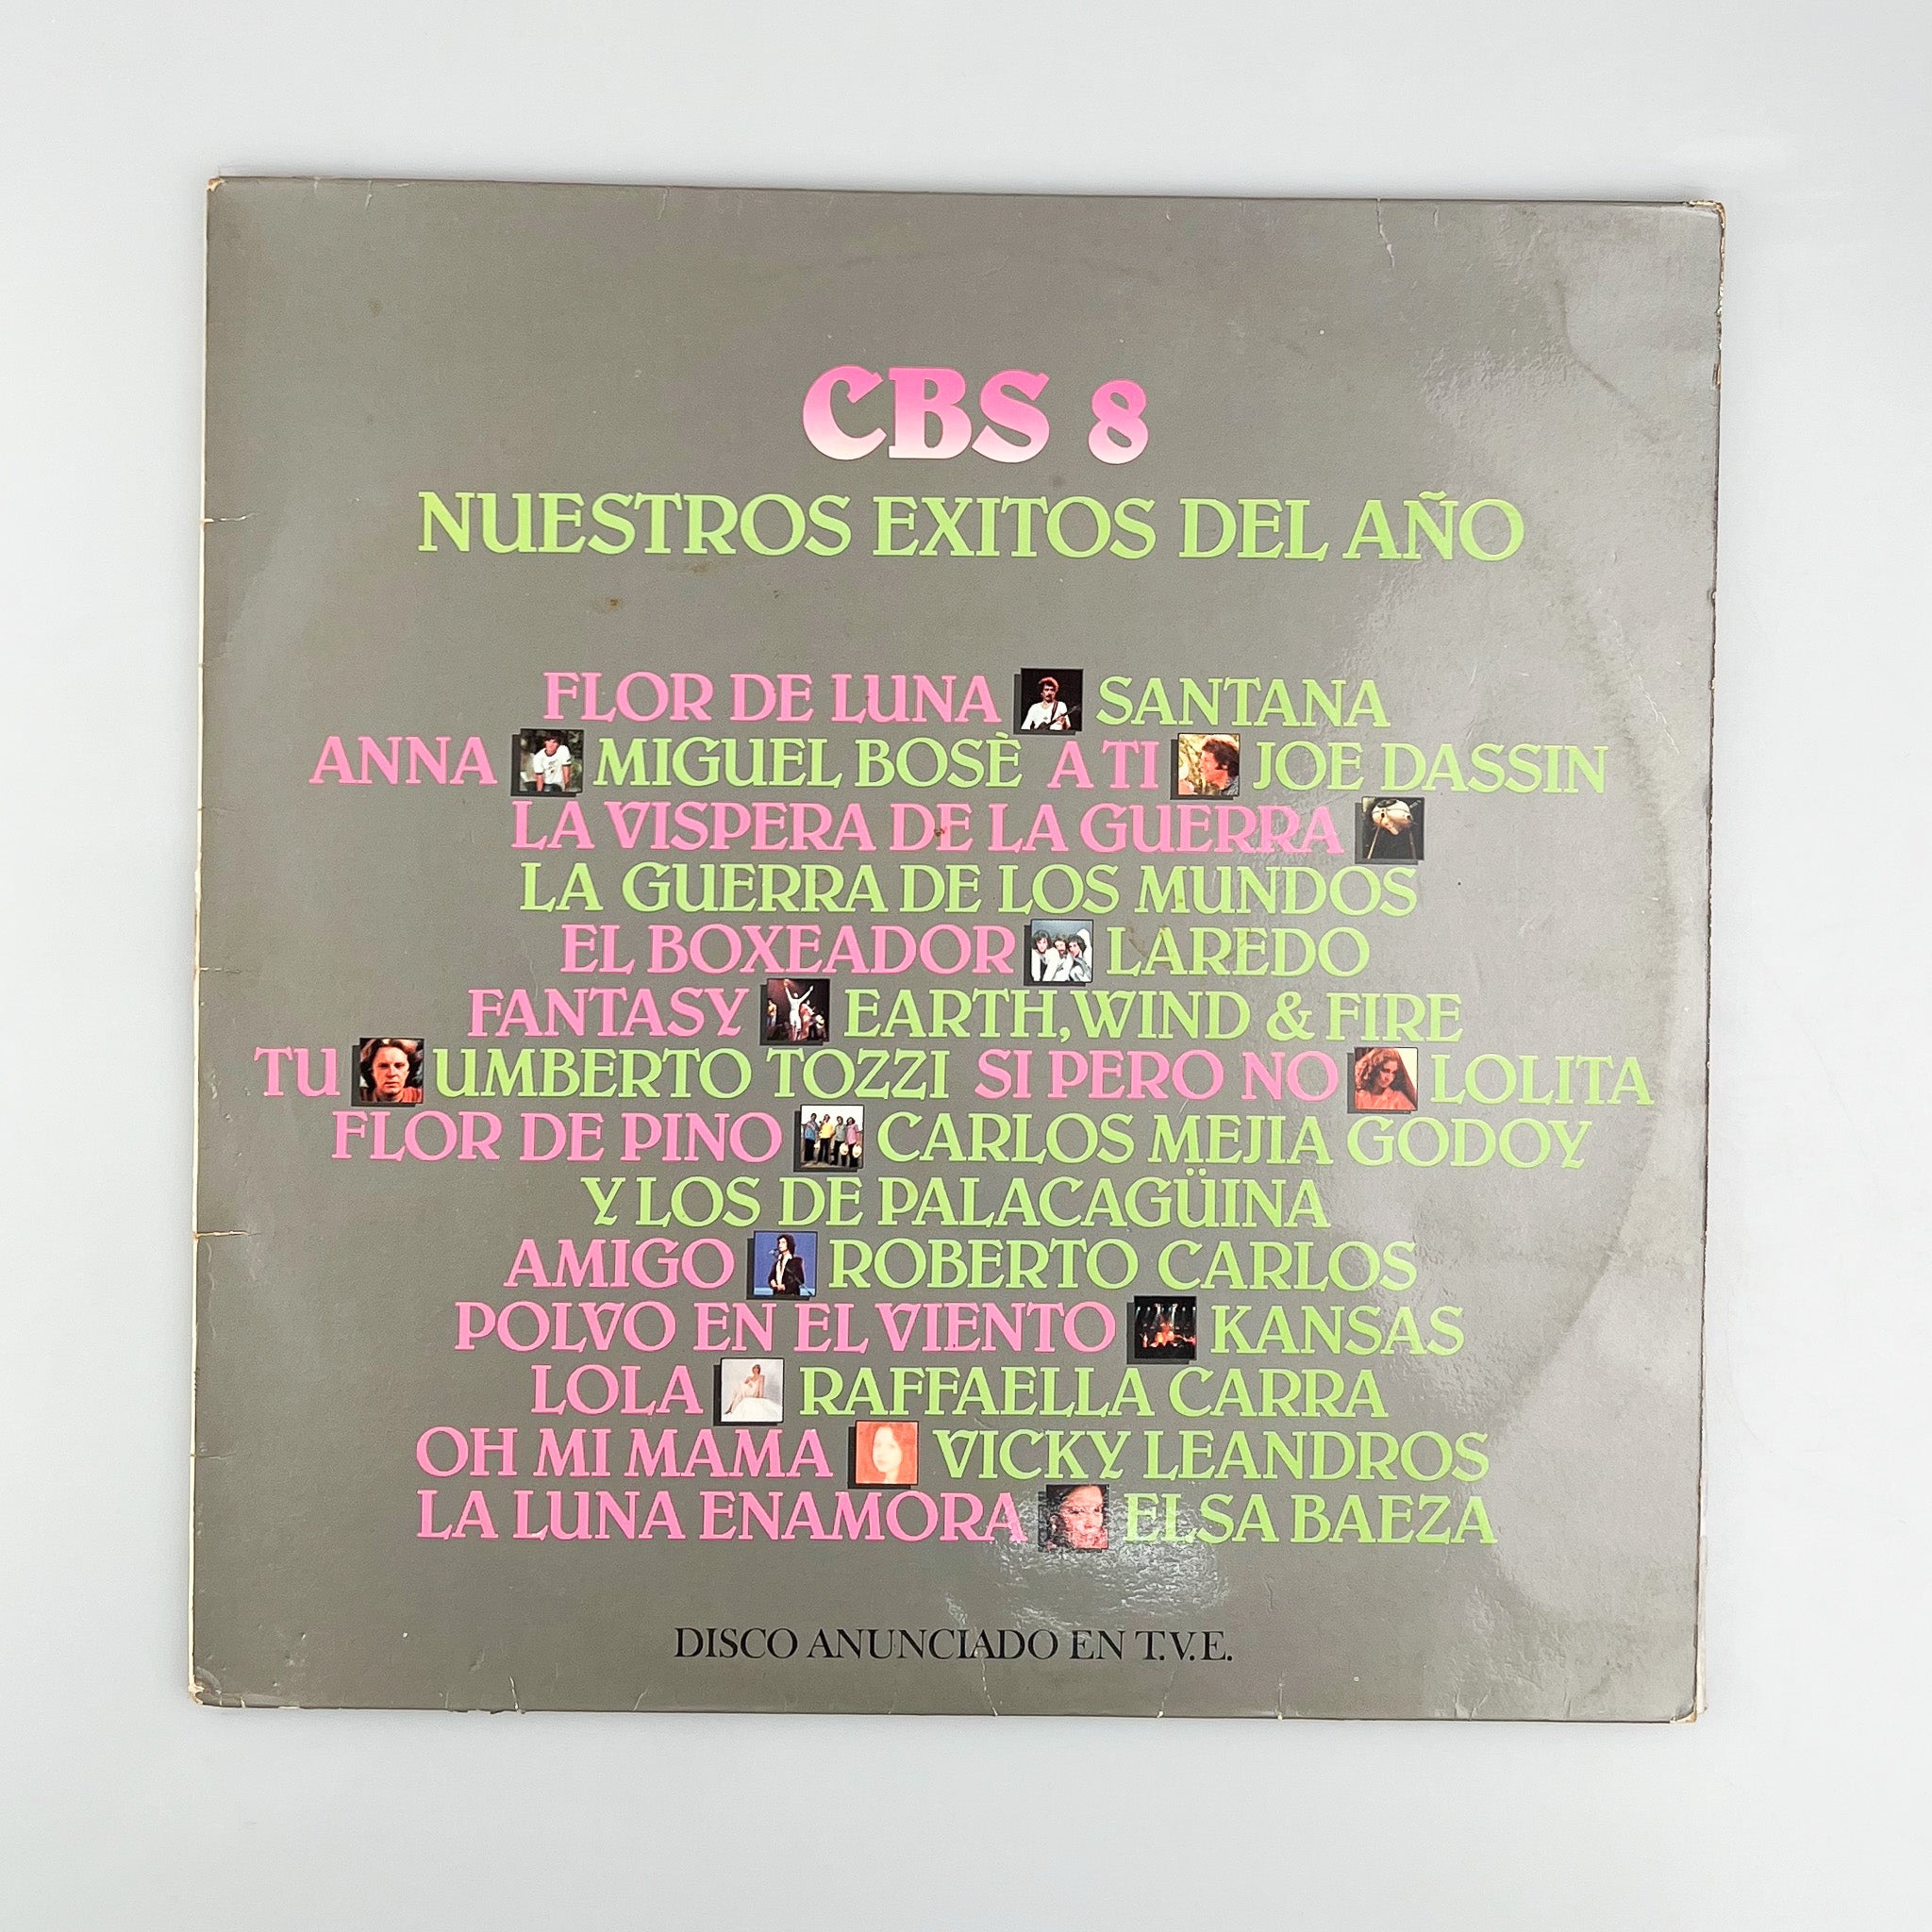 CBS 8
NUESTROS EXITOS DEL AÑO
FLOR DE LUNA SANTANA
ANNA MIGUEL BOSÈ A TI JOE DASSIN
LA VISPERA DE LA GUERRA
LA GUERRA DE LOS MUNDOS
EL BOXEADOR LAREDO
FANTASY EARTH, WIND & FIRE
TU UMBERTO TOZZI SI PERO NO LOLITA
FLOR DE PINO CARLOS MEJIA GODOY
Y LOS DE PALACAGÜINA
AMIGO ROBERTO CARLOS
POLVO EN EL VIENTO KANSAS
LOLA RAFFAELLA CARRA
OH MI MAMA VICKY LEANDROS
LA LUNA ENAMORA ELSA BAEZA
DISCO ANUNCIADO EN T.V.E.